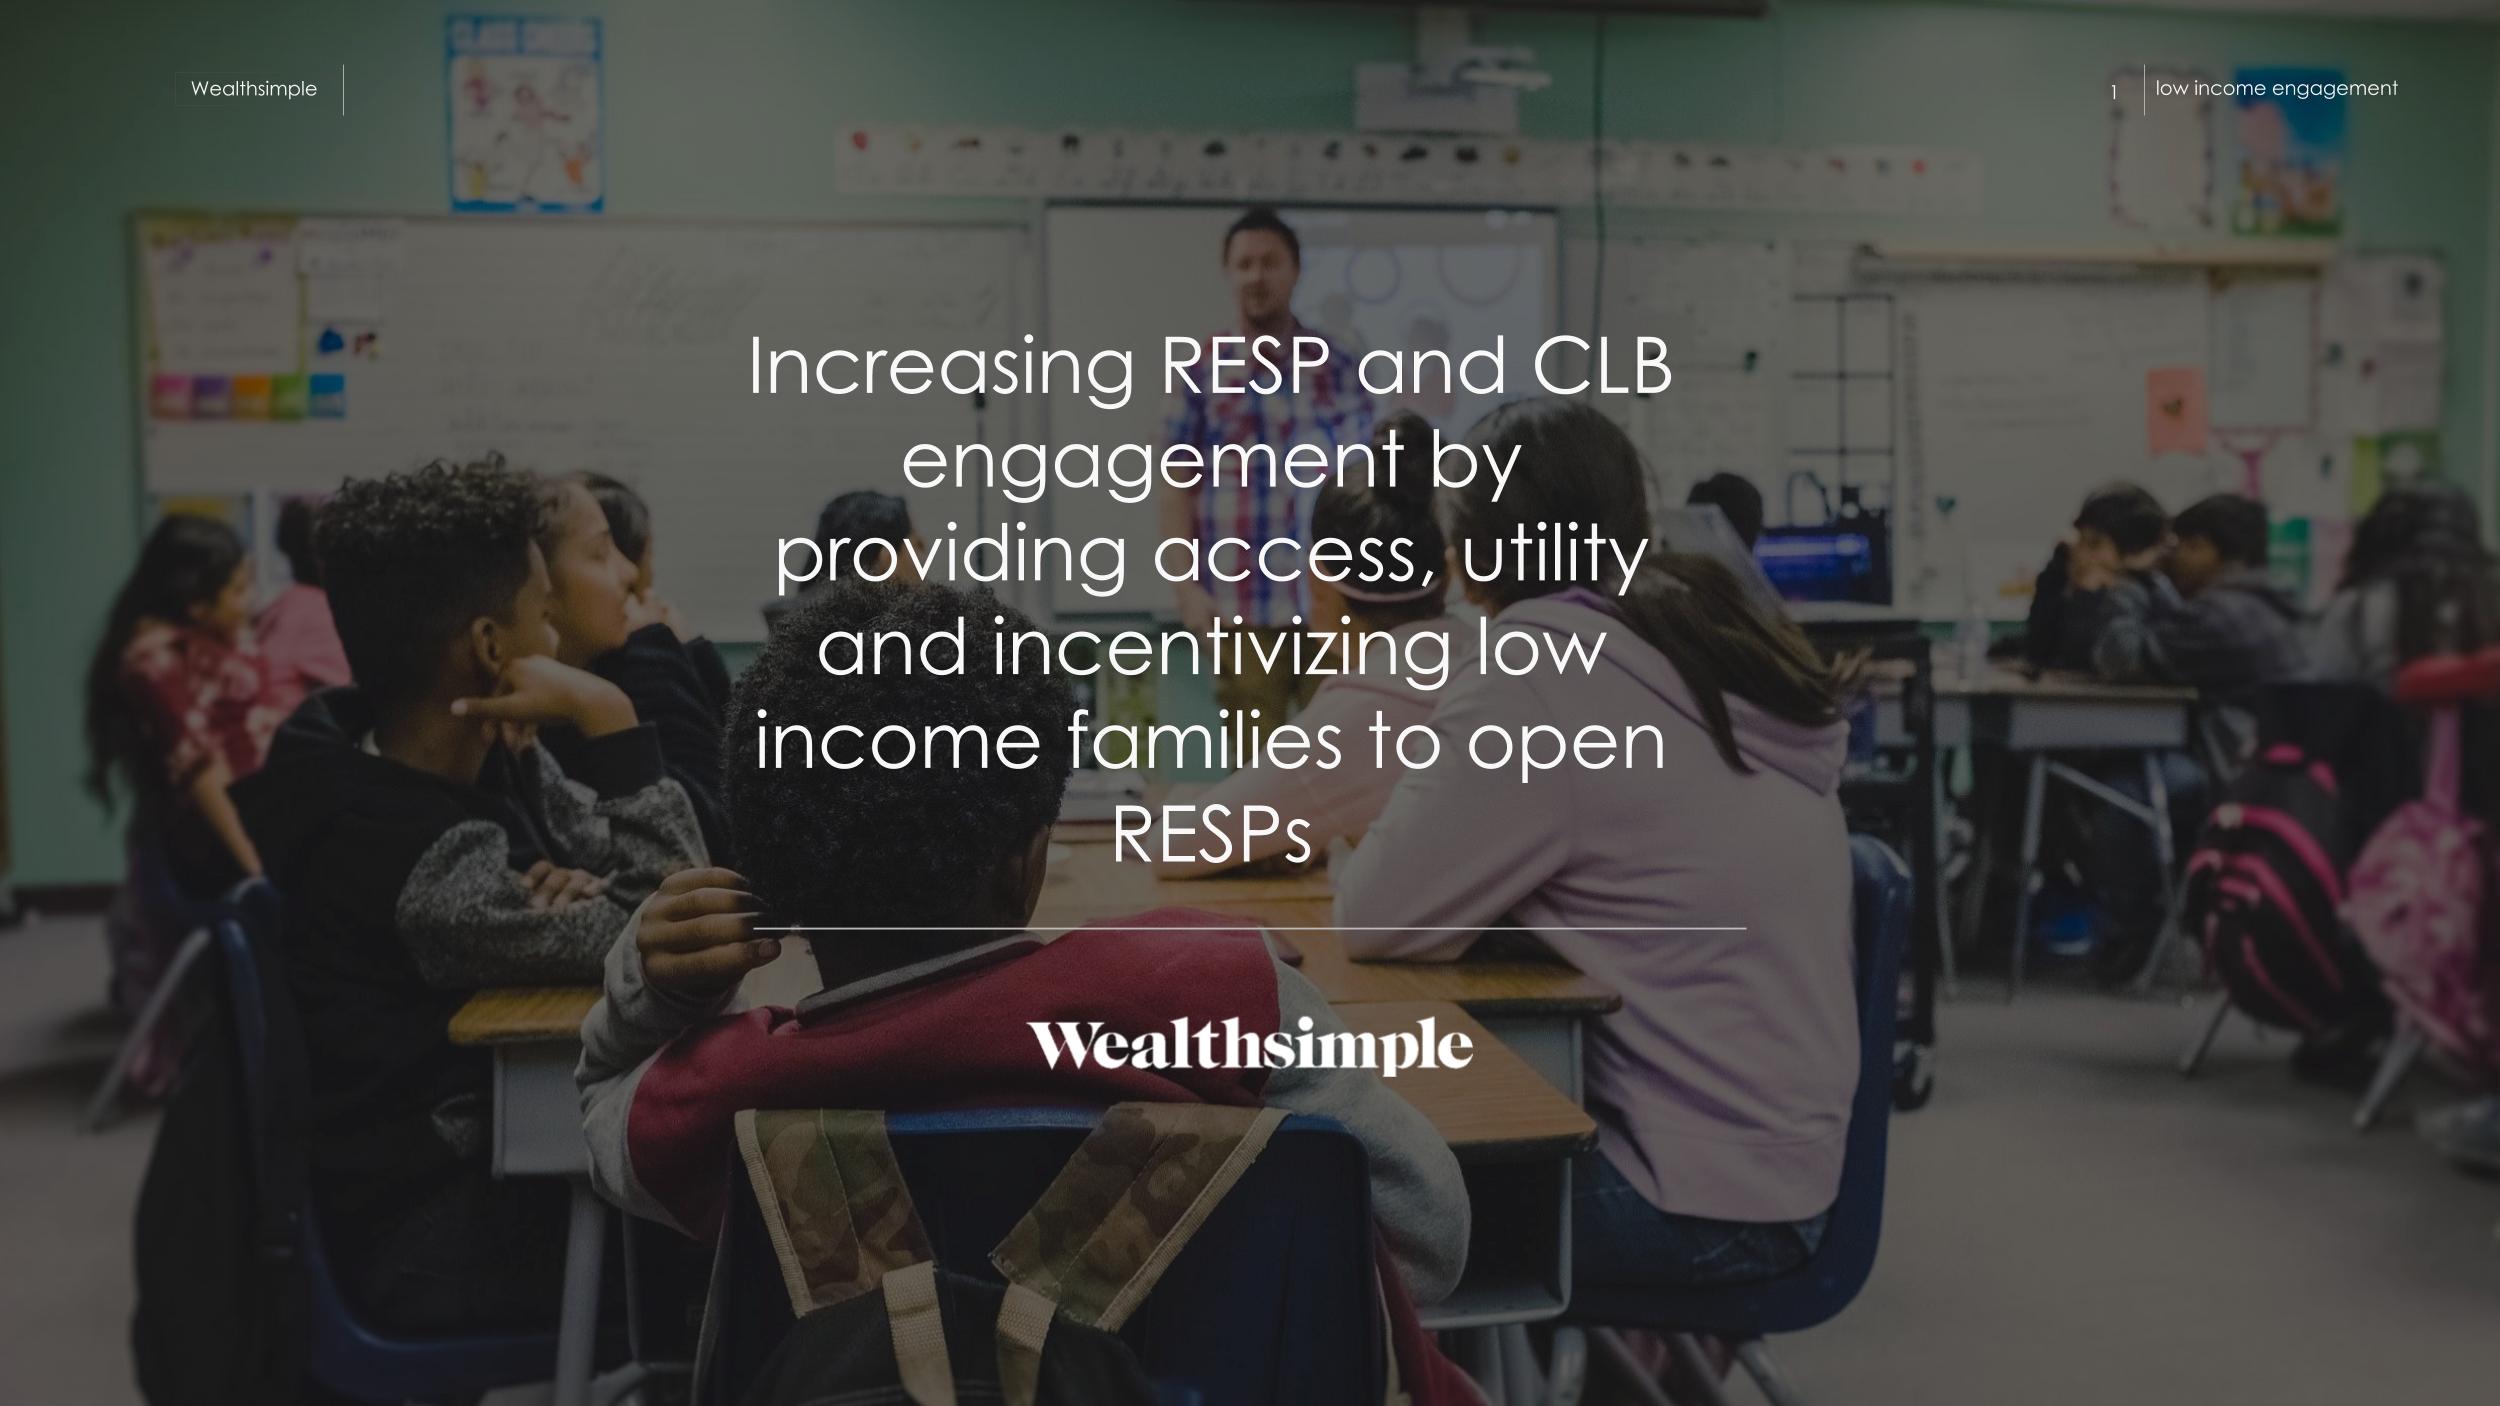 Wealthsimple
1
low income engagement
Increasing RESP and CLB
engagement by
providing access, utility
and incentivizing low
income families to open
RESPs
Wealthsimple